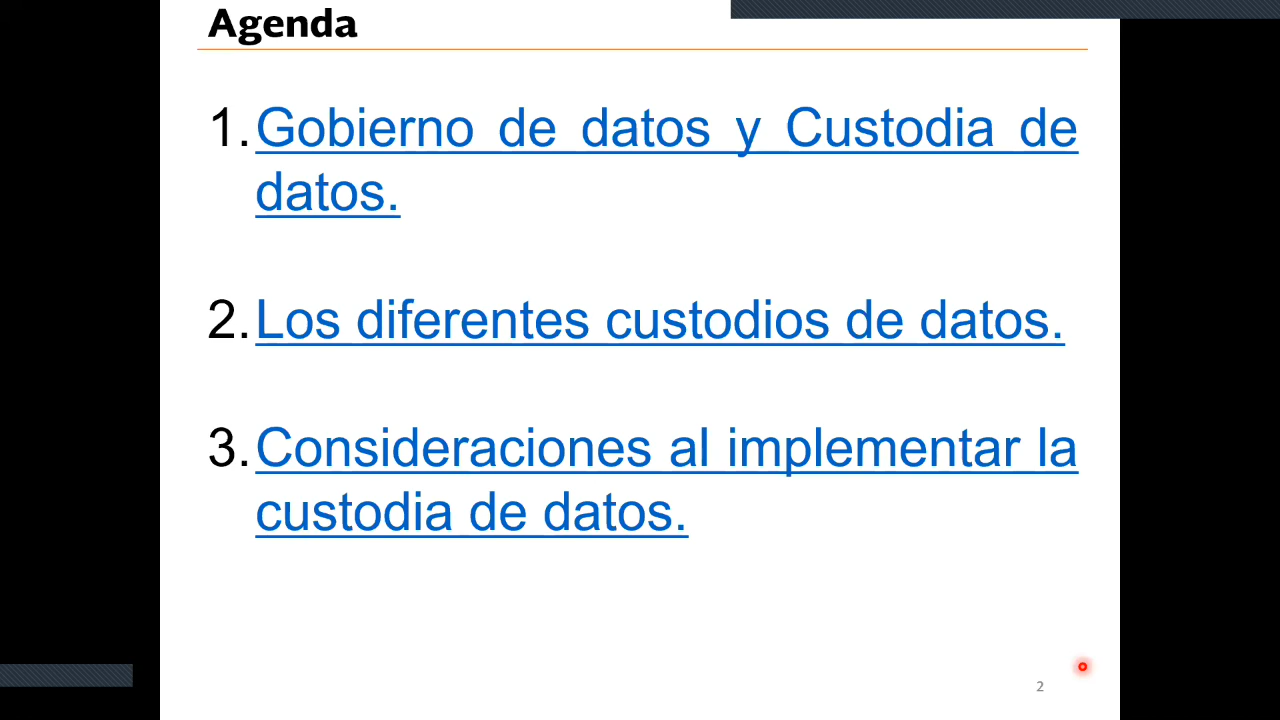 Agenda
1. Gobierno de datos y Custodia de
datos.
2. Los diferentes custodios de datos.
3. Consideraciones al implementar la
custodia de datos.
2